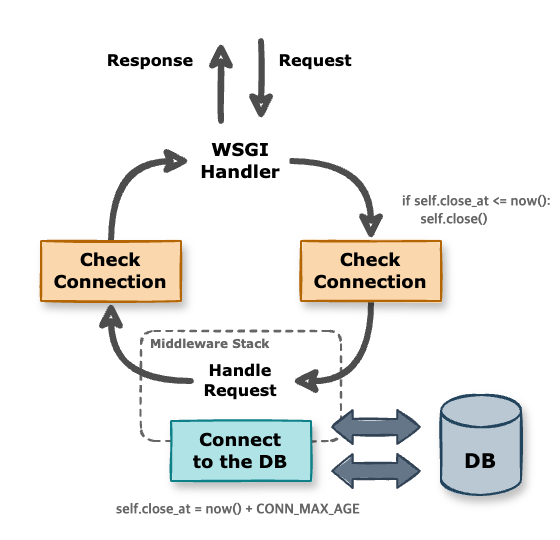 Response
Request
WSGI
Handler
if self.close_at <= now():
self.close()
Check
Connection
Check
Connection
Middleware Stack
Handle
Request
Connect
to the DB
DB
self.close_at = now() + CONN_MAX_AGE